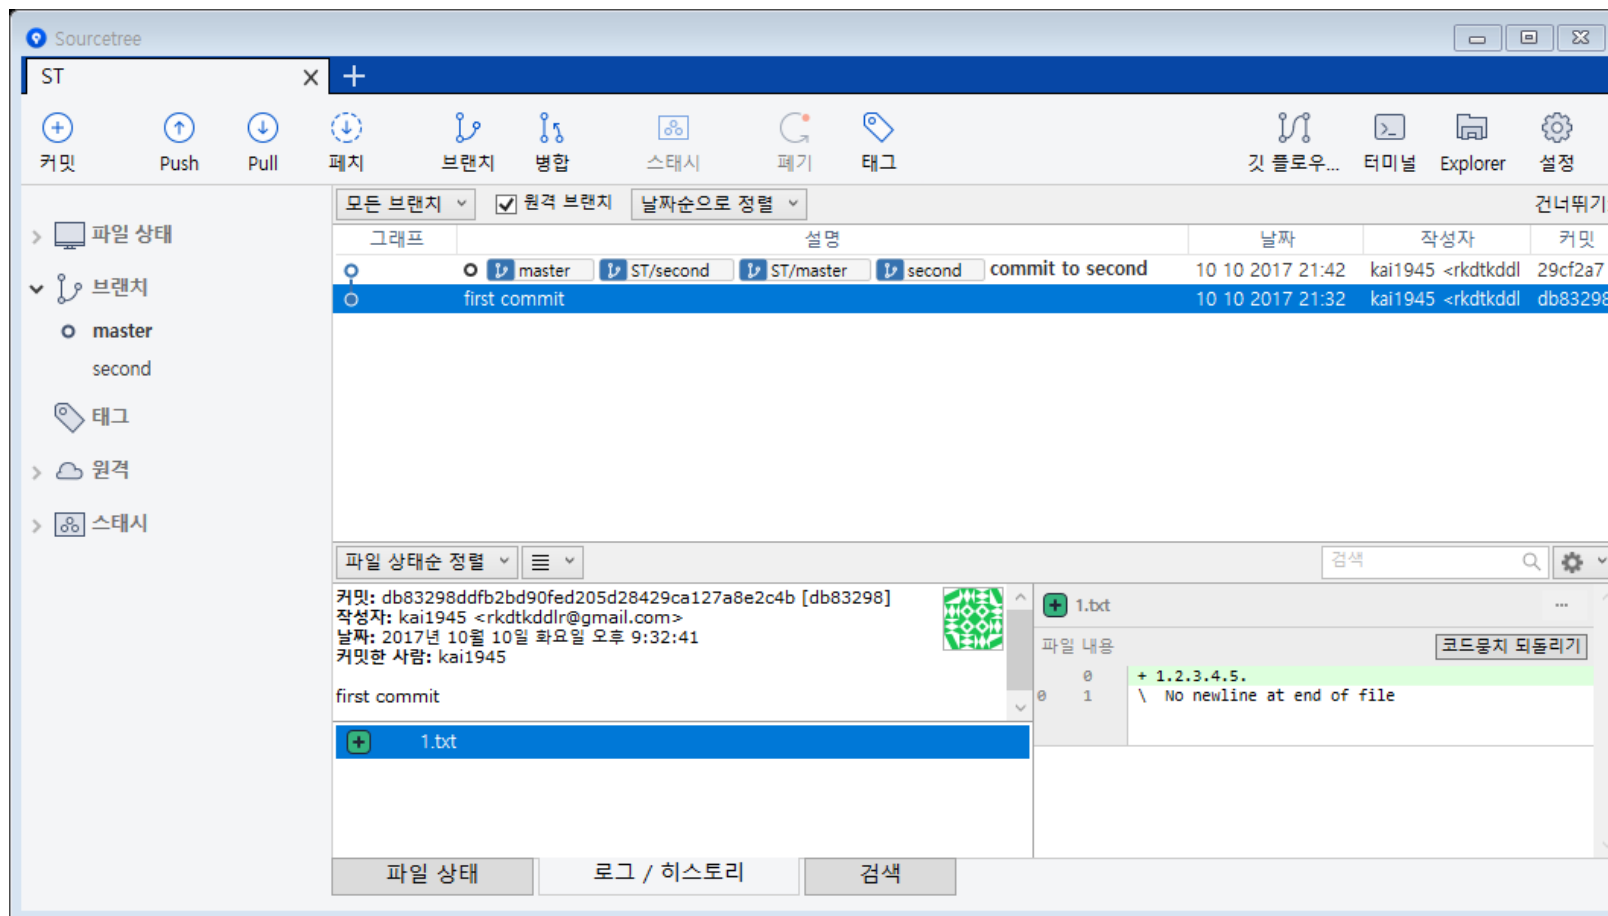 Sourcetree
ST
커밋 Push Pull 페치 브랜치 병합 스태시 폐기 태그 깃 플로우... 터미널 Explorer 설정
모든 브랜치 원격 브랜치 날짜순으로 정렬 건너뛰기
파일 상태
브랜치
master
second
태그
원격
스태시
그래프 설명 날짜 작성자 커밋
master ST/second ST/master second commit to second 10 10 2017 21:42 kai1945 <rkdtkddl 29cf2a7
first commit 10 10 2017 21:32 kai1945 <rkdtkddl db83298
파일 상태순 정렬 검색
커밋: db83298ddfb2bd90fed205d28429ca127a8e2c4b [db83298]
작성자: kai1945 <rkdtkddlr@gmail.com>
날짜: 2017년 10월 10일 화요일 오후 9:32:41
커밋한 사람: kai1945
first commit
1.txt
1.txt ...
파일 내용 코드뭉치 되돌리기
0 + 1.2.3.4.5.
0 1 \ No newline at end of file
파일 상태 로그 / 히스토리 검색